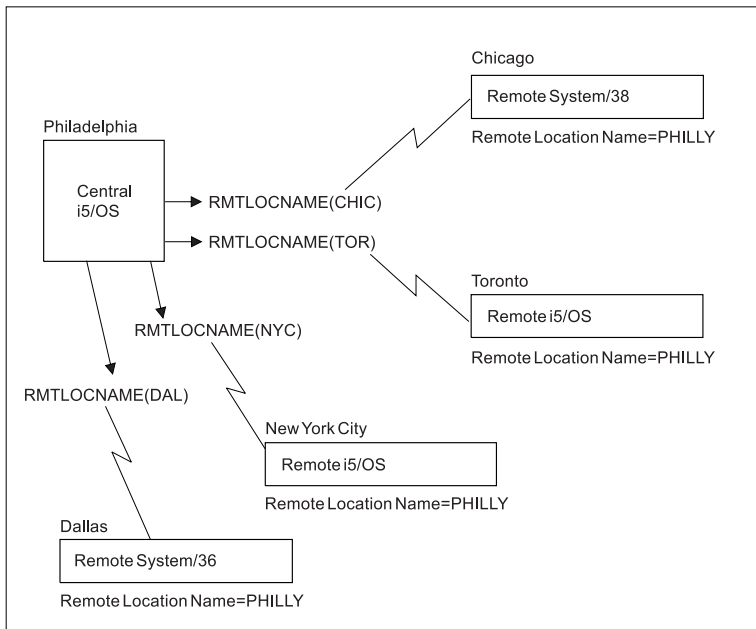 Chicago
Remote System/38
Remote Location Name=PHILLY
Philadelphia
Central
i5/OS
RMTLOCNAME(CHIC)
RMTLOCNAME(TOR)
Toronto
Remote i5/OS
Remote Location Name=PHILLY
RMTLOCNAME(NYC)
RMTLOCNAME(DAL)
New York City
Remote i5/OS
Remote Location Name=PHILLY
Dallas
Remote System/36
Remote Location Name=PHILLY